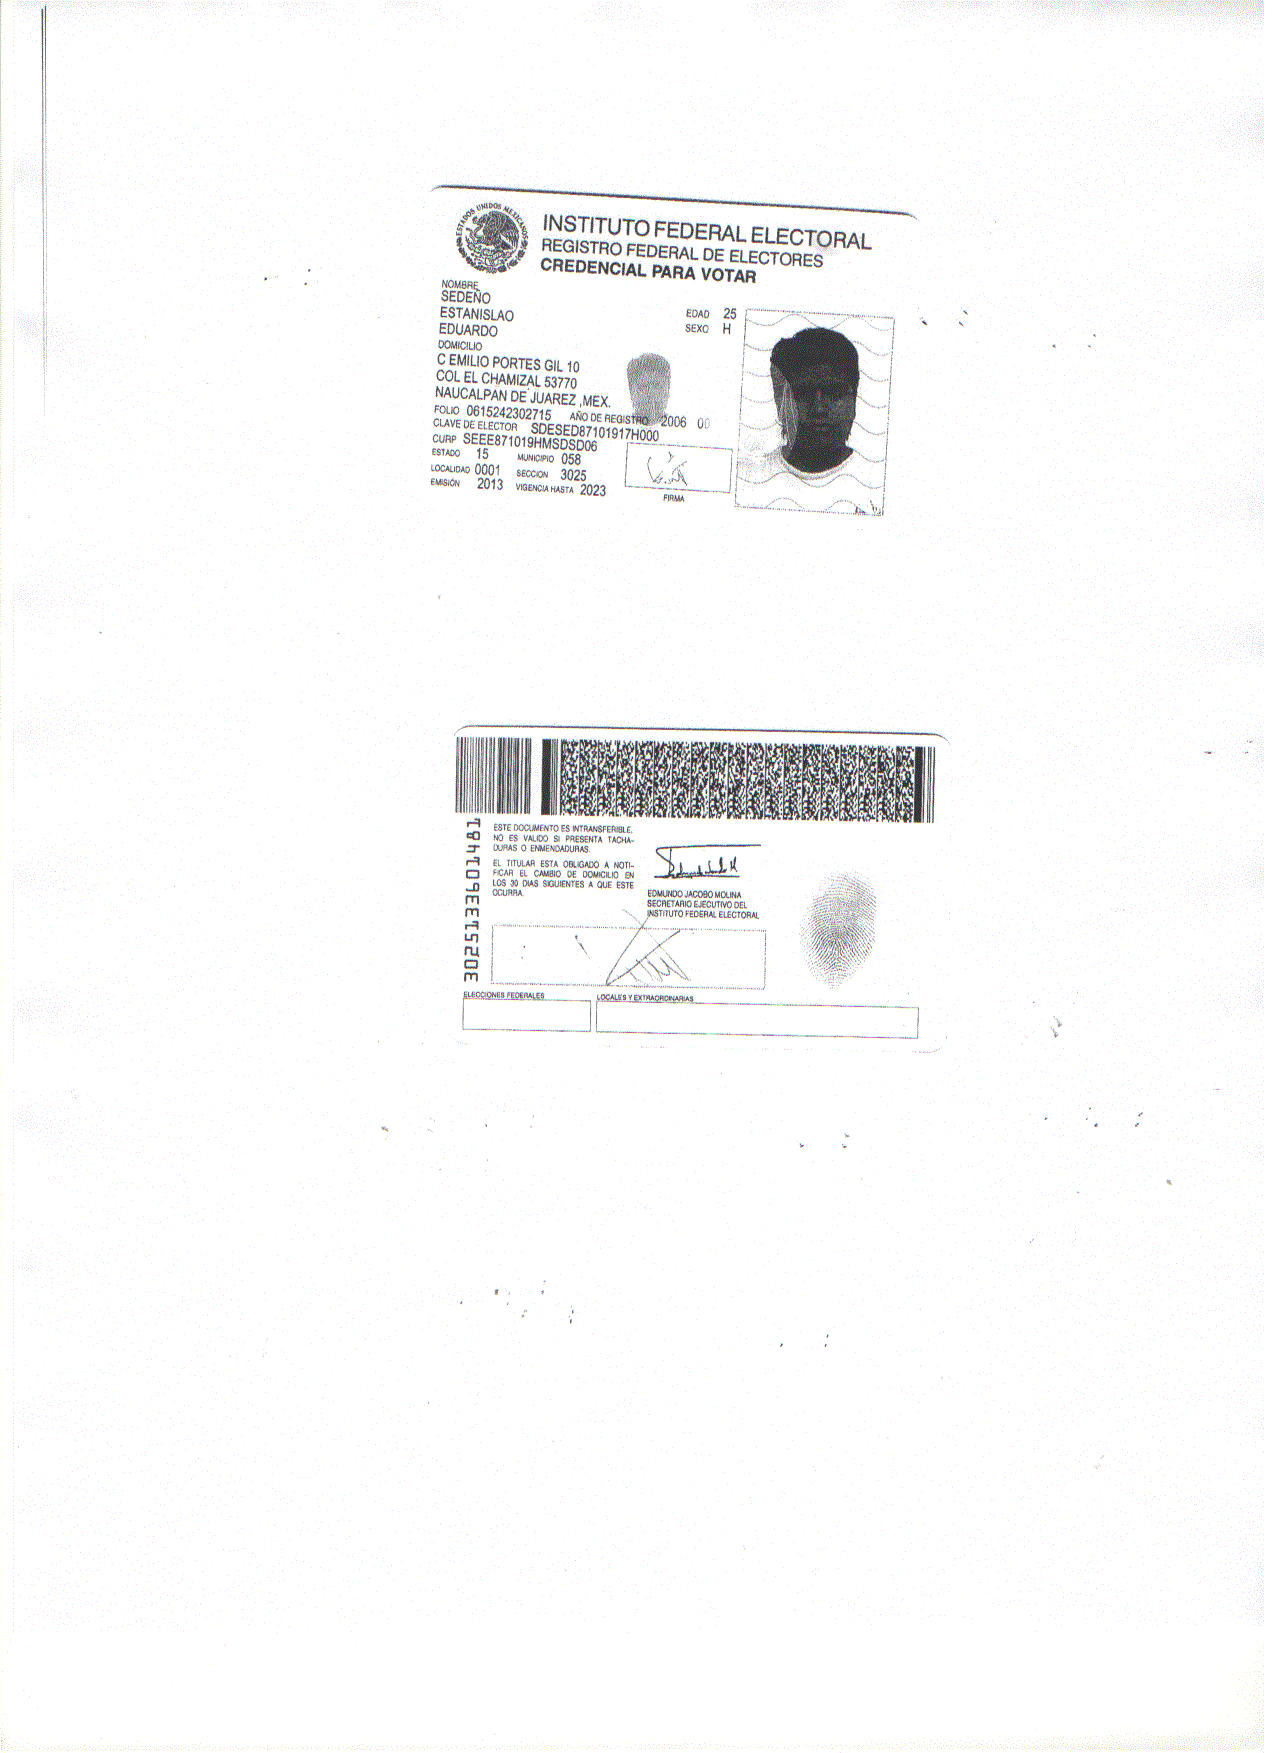 ESTADOS UNIDOS MEXICANOS
INSTITUTO FEDERAL ELECTORAL
REGISTRO FEDERAL DE ELECTORES
CREDENCIAL PARA VOTAR
NOMBRE
SEDEÑO
ESTANISLAO
EDUARDO
EDAD 25
SEXO H
DOMICILIO
C EMILIO PORTES GIL 10
COL EL CHAMIZAL 53770
NAUCALPAN DE JUAREZ ,MEX.
FOLIO 0615242302715 AÑO DE REGISTRO 2006 00
CLAVE DE ELECTOR SDESED87101917H000
CURP SEEE871019HMSDSD06
ESTADO 15 MUNICIPIO 058
LOCALIDAD 0001 SECCION 3025
EMISIÓN 2013 VIGENCIA HASTA 2023
FIRMA
3025133601481
ESTE DOCUMENTO ES INTRANSFERIBLE,
NO ES VALIDO SI PRESENTA TACHA-
DURAS O ENMENDADURAS.
EL TITULAR ESTA OBLIGADO A NOTI-
FICAR EL CAMBIO DE DOMICILIO EN
LOS 30 DIAS SIGUIENTES A QUE ESTE
OCURRA.
EDMUNDO JACOBO MOLINA
SECRETARIO EJECUTIVO DEL
INSTITUTO FEDERAL ELECTORAL
ELECCIONES FEDERALES
LOCALES Y EXTRAORDINARIAS